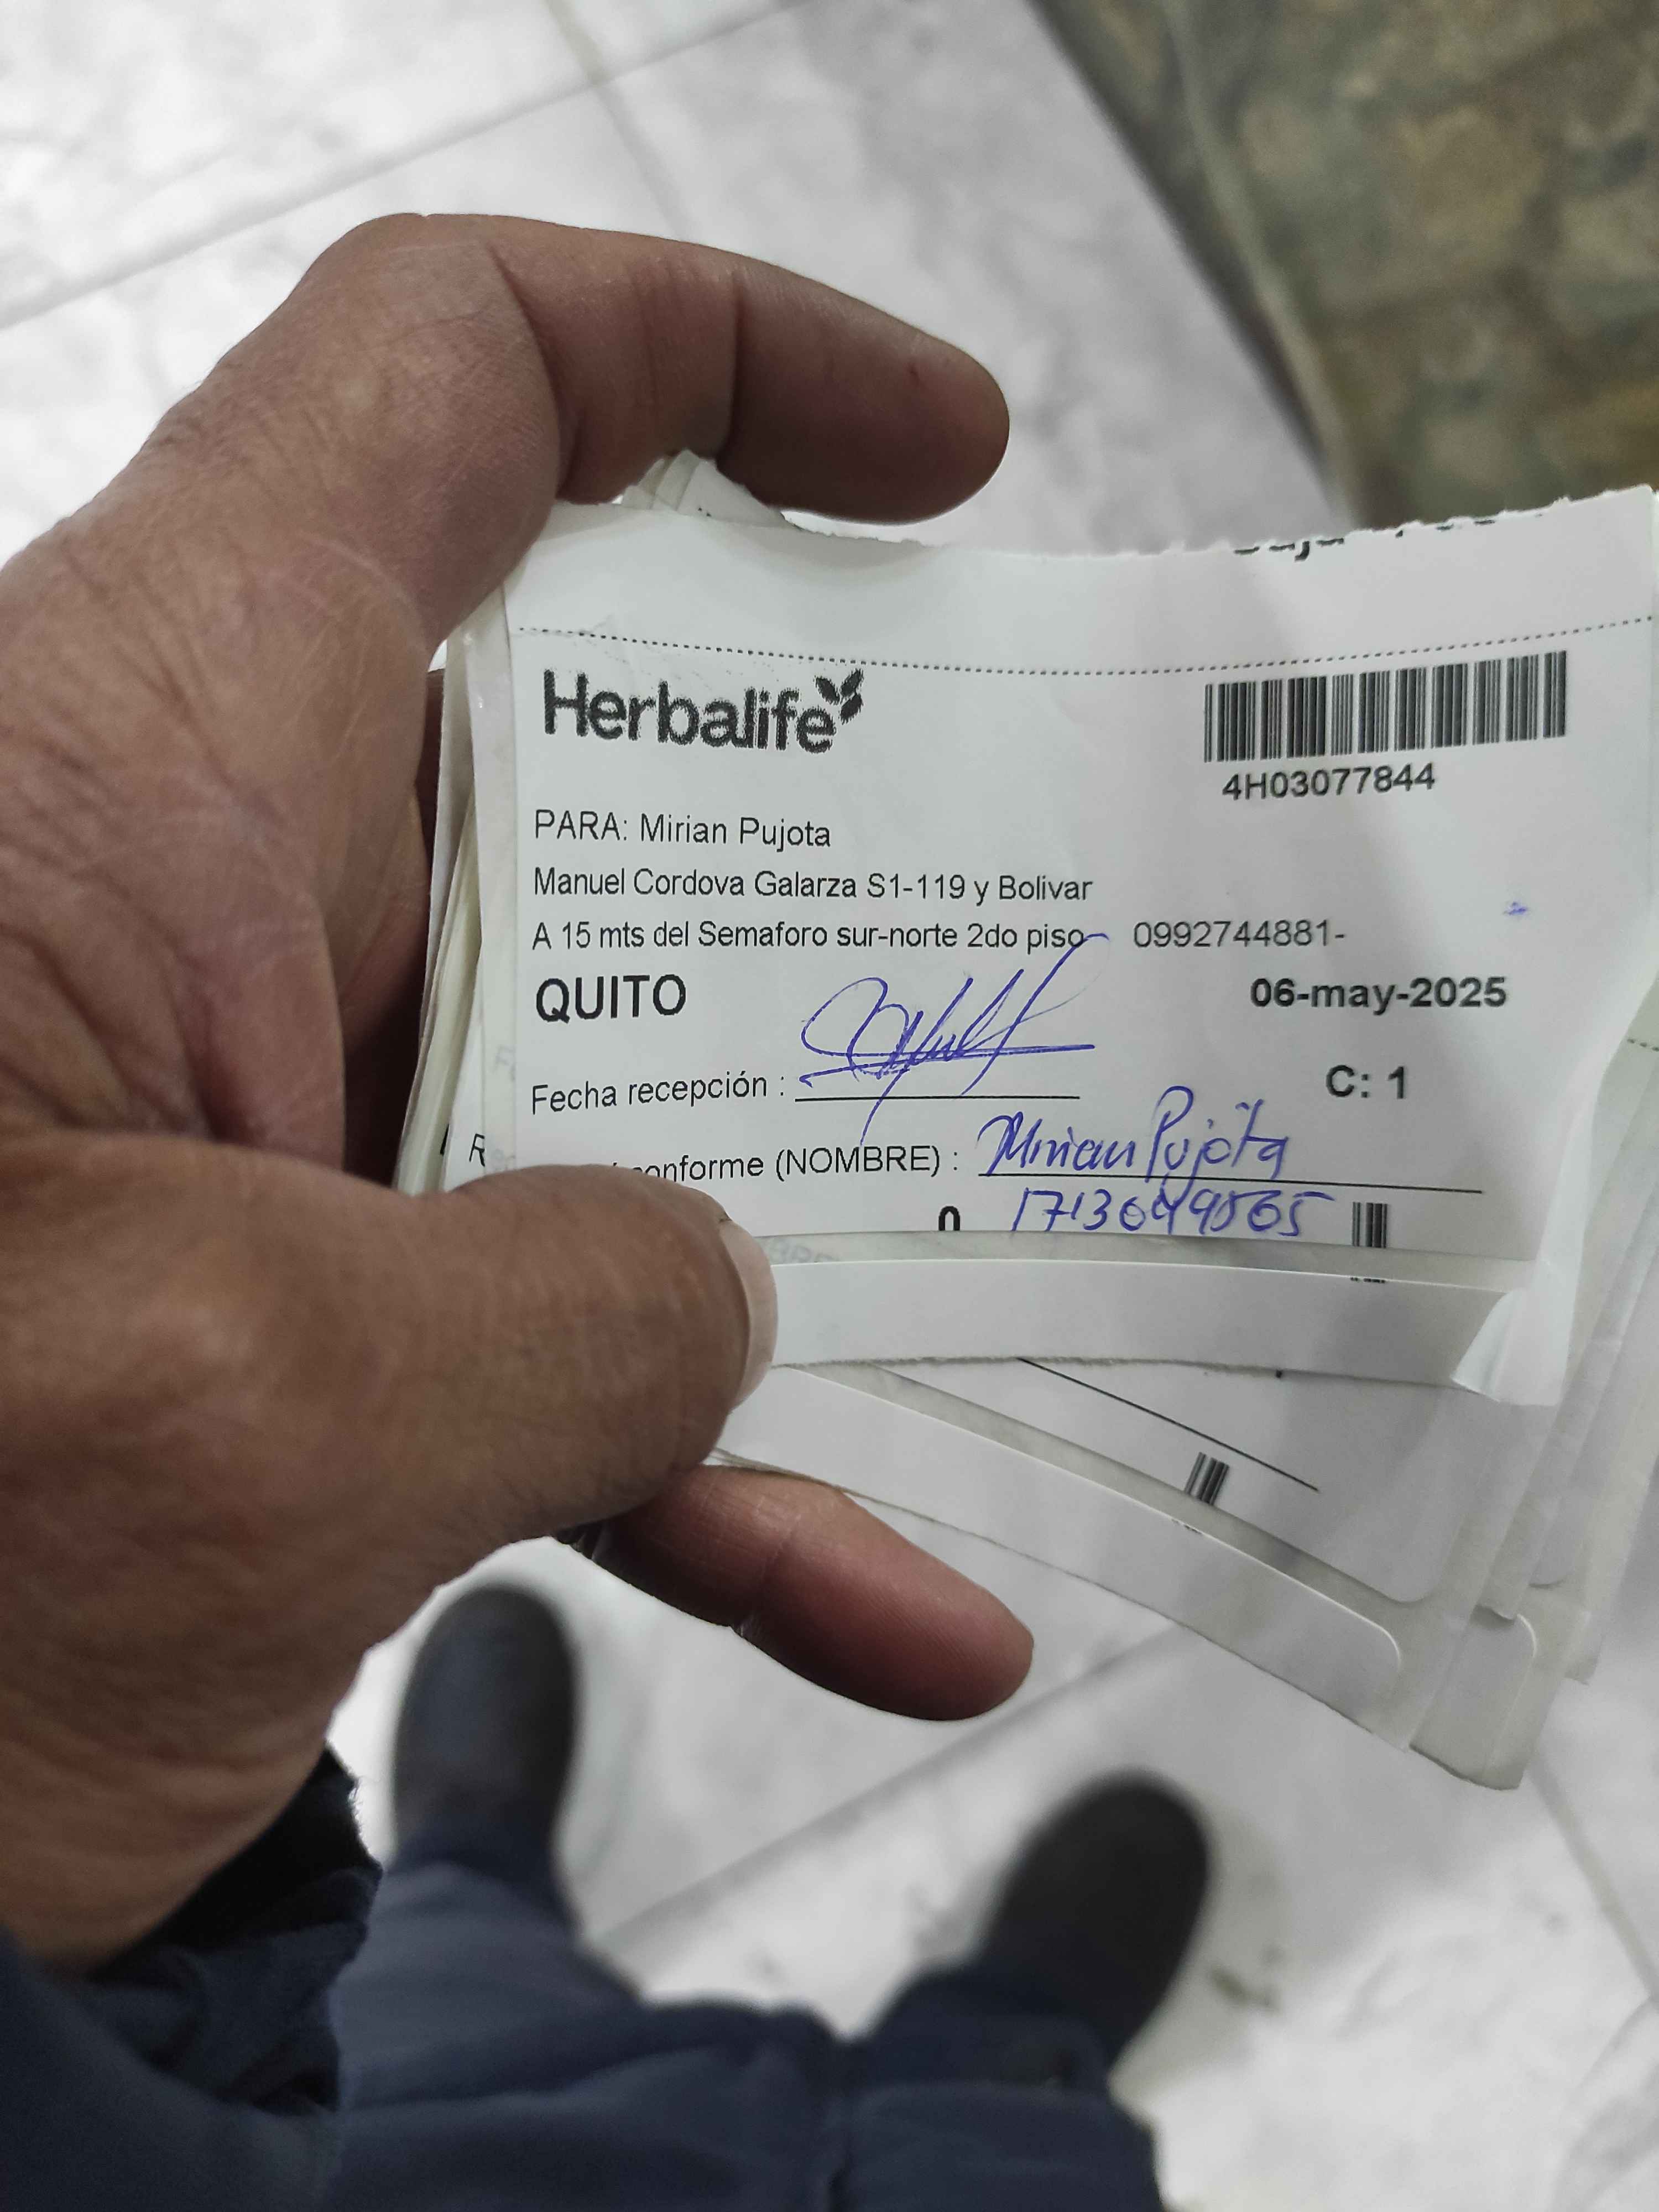 Herbalife
4H03077844
PARA: Mirian Pujota
Manuel Cordova Galarza S1-119 y Bolivar
A 15 mts del Semaforo sur-norte 2do piso 0992744881-
QUITO 06-may-2025
Fecha recepción :
C: 1
conforme (NOMBRE) : Mirian Pujota